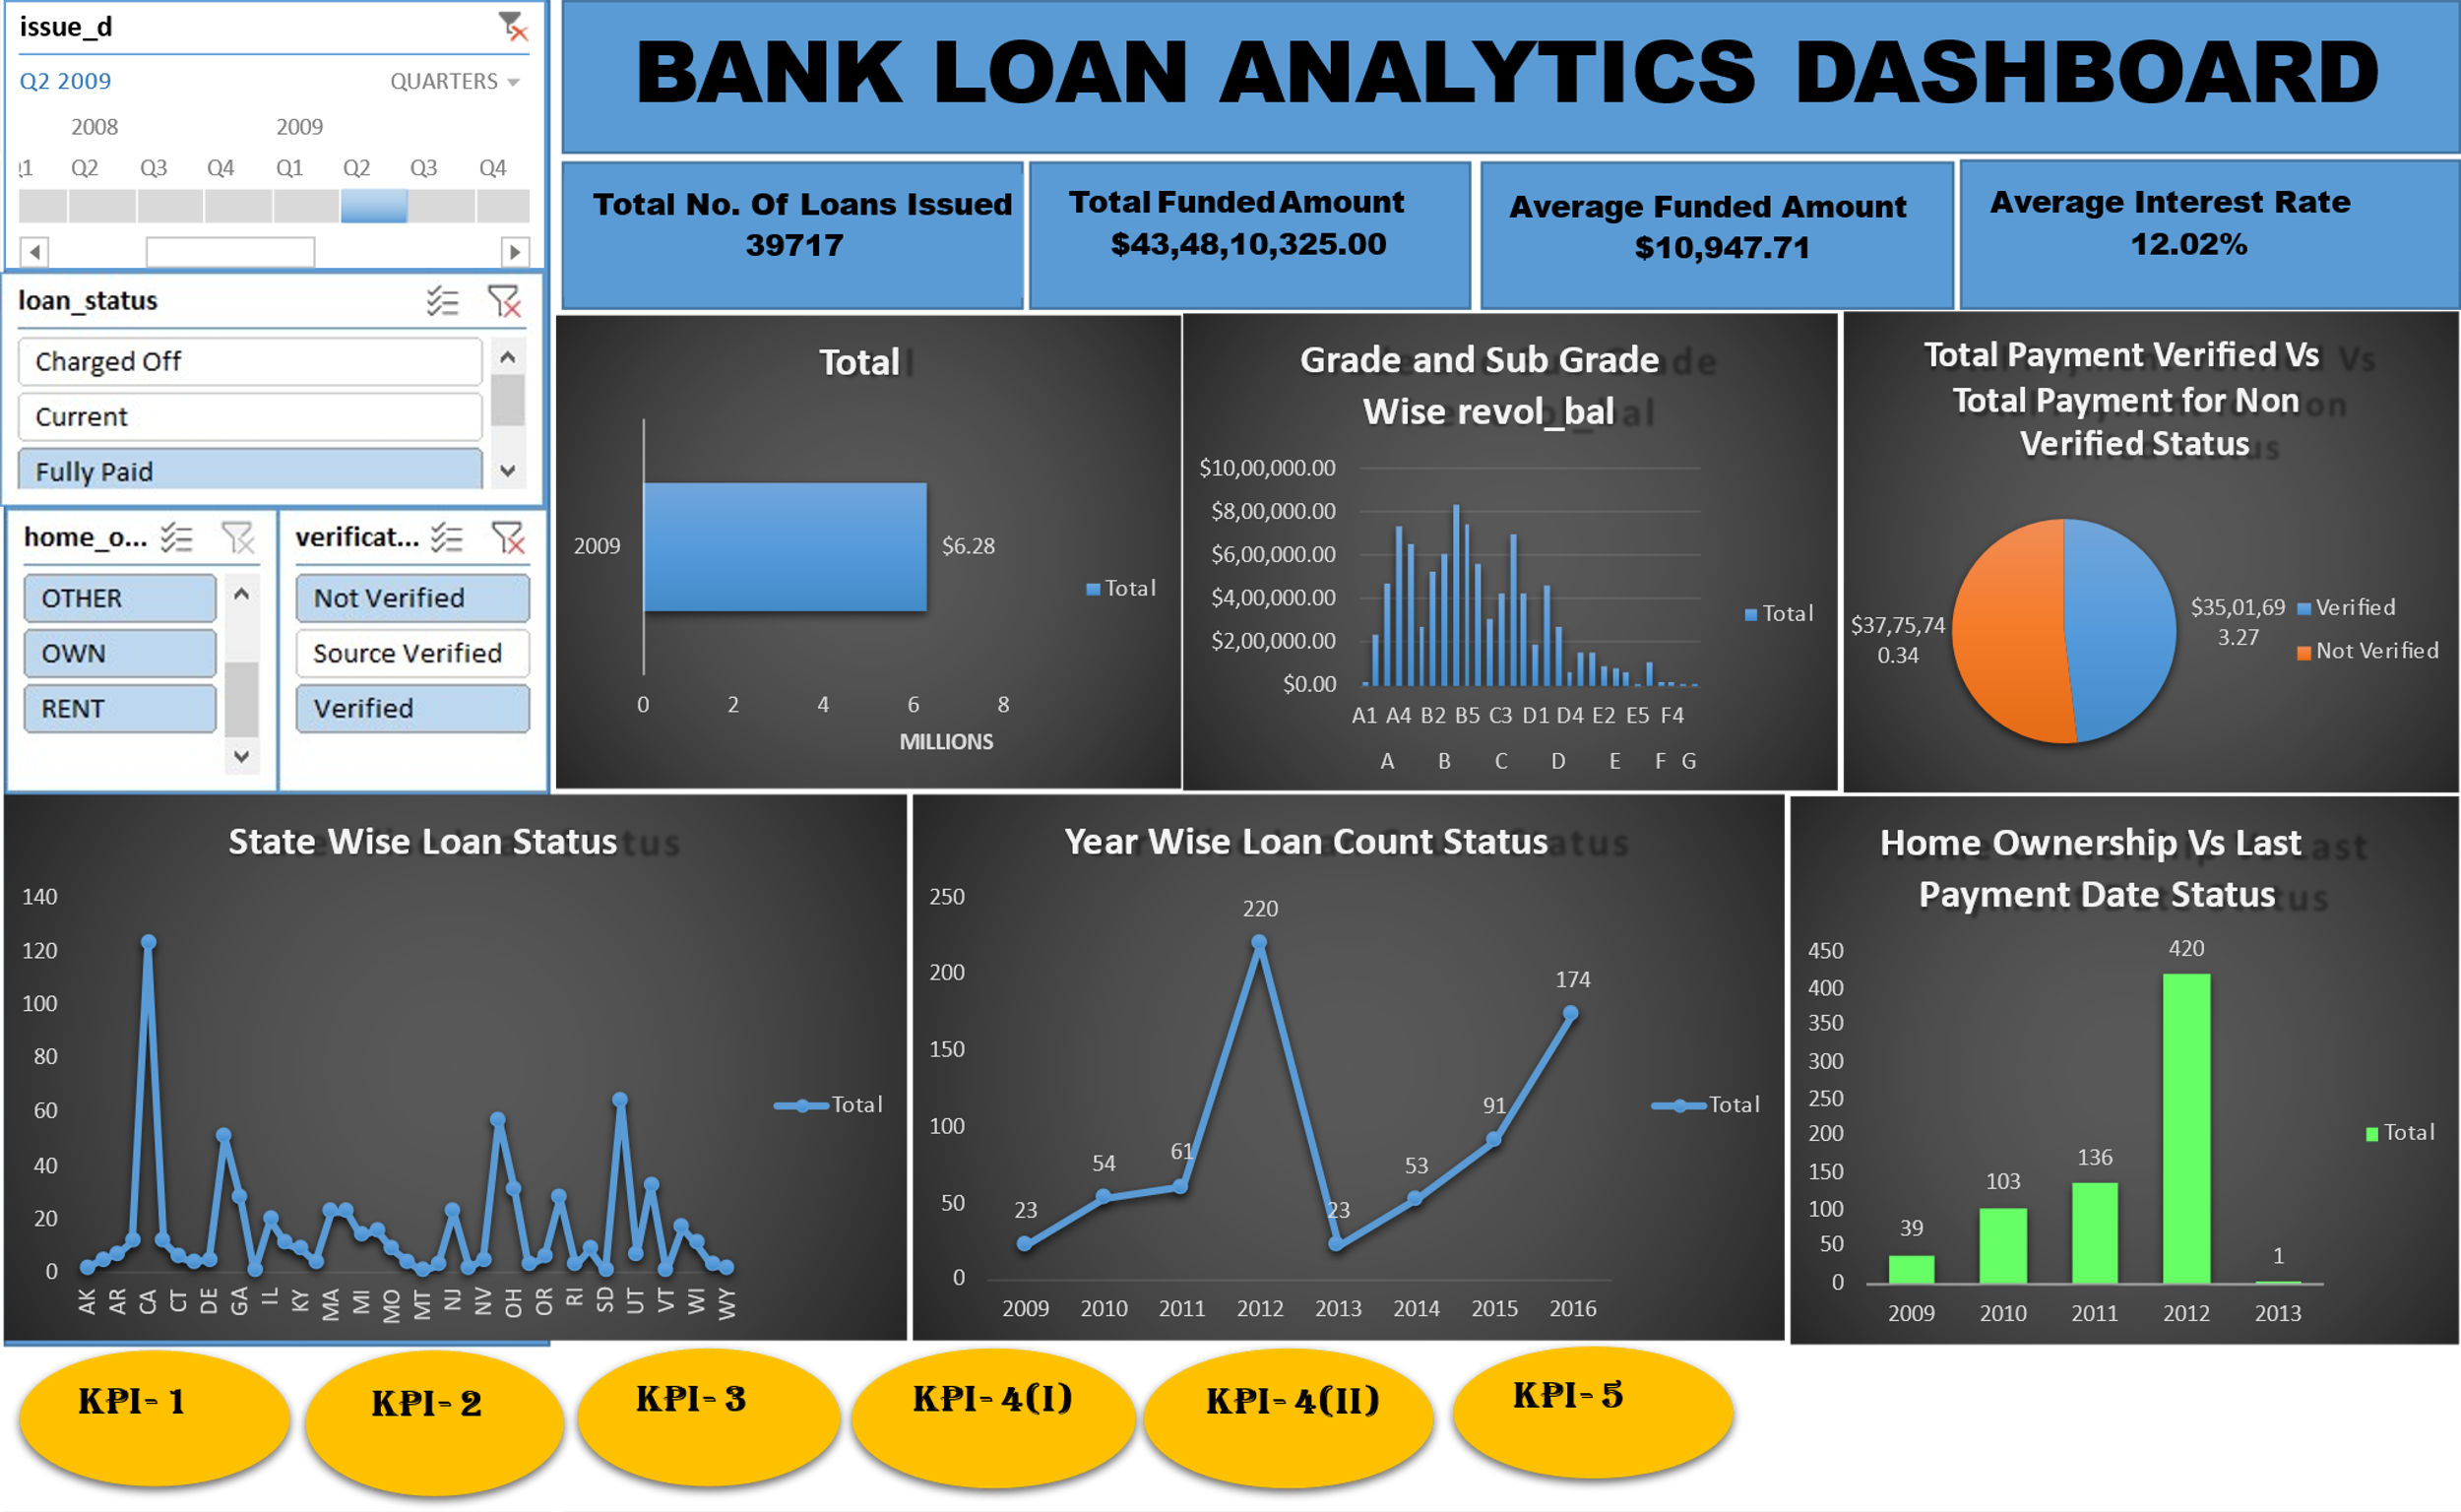 issue_d
Q2 2009
QUARTERS
2008
2009
Q2
Q3
Q4
Q1
Q2
Q3
Q4
BANK LOAN ANALYTICS DASHBOARD
Total No. Of Loans Issued
39717
Total Funded Amount
$43,48,10,325.00
Average Funded Amount
$10,947.71
Average Interest Rate
12.02%
loan_status
Charged Off
Current
Fully Paid
home_o...
OTHER
OWN
RENT
verificat...
Not Verified
Source Verified
Verified
Total
2009
$6.28
Total
0 2 4 6 8
MILLIONS
Grade and Sub Grade
Wise revol_bal
$10,00,000.00
$8,00,000.00
$6,00,000.00
$4,00,000.00
$2,00,000.00
$0.00
Total
A1 A4 B2 B5 C3 D1 D4 E2 E5 F4
A B C D E F G
Total Payment Verified Vs
Total Payment for Non
Verified Status
$37,75,74
0.34
$35,01,69
3.27
Verified
Not Verified
State Wise Loan Status
140
120
100
80
60
40
20
0
Total
AK AR CA CT DE GA IL KY MA MI MO MT NJ NV OH OR RI SD UT VT WI WY
Year Wise Loan Count Status
250
200
150
100
50
0
23
54
61
220
23
53
91
174
Total
2009 2010 2011 2012 2013 2014 2015 2016
Home Ownership Vs Last
Payment Date Status
450
400
350
300
250
200
150
100
50
0
39
103
136
420
1
Total
2009 2010 2011 2012 2013
KPI- 1
KPI- 2
KPI- 3
KPI- 4(I)
KPI- 4(II)
KPI- 5